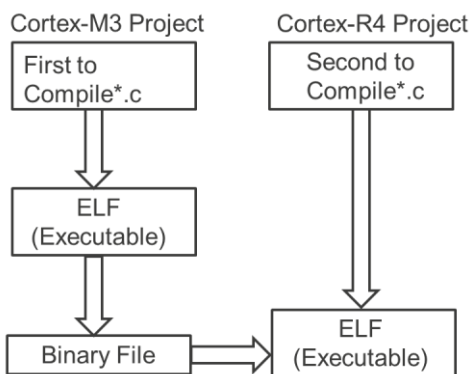 Cortex-M3 Project
First to
Compile*.c
ELF
(Executable)
Binary File
Cortex-R4 Project
Second to
Compile*.c
ELF
(Executable)